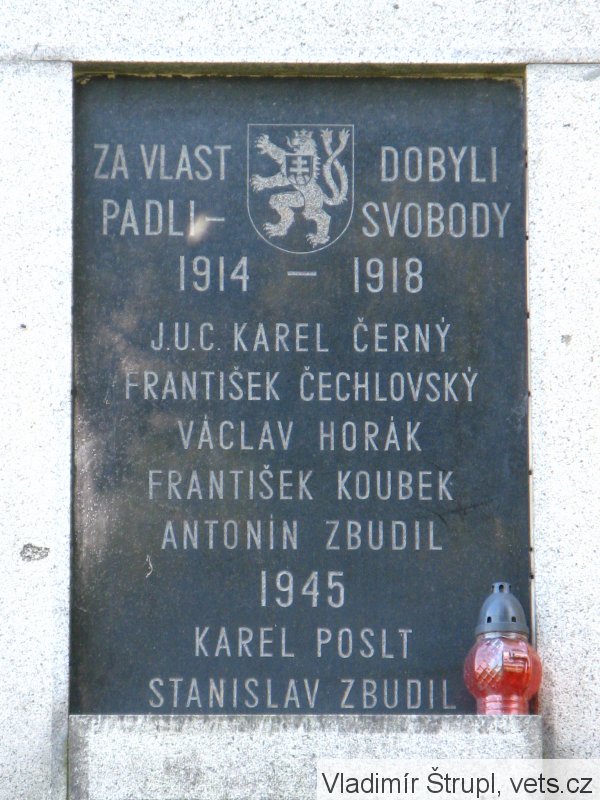 ZA VLAST DOBYLI
PADLI – SVOBODY
1914 – 1918
J.U.C. KAREL ČERNÝ
FRANTIŠEK ČECHLOVSKÝ
VÁCLAV HORÁK
FRANTIŠEK KOUBEK
ANTONÍN ZBUDIL
1945
KAREL POSLT
STANISLAV ZBUDIL
Vladimír Štrupl, vets.cz